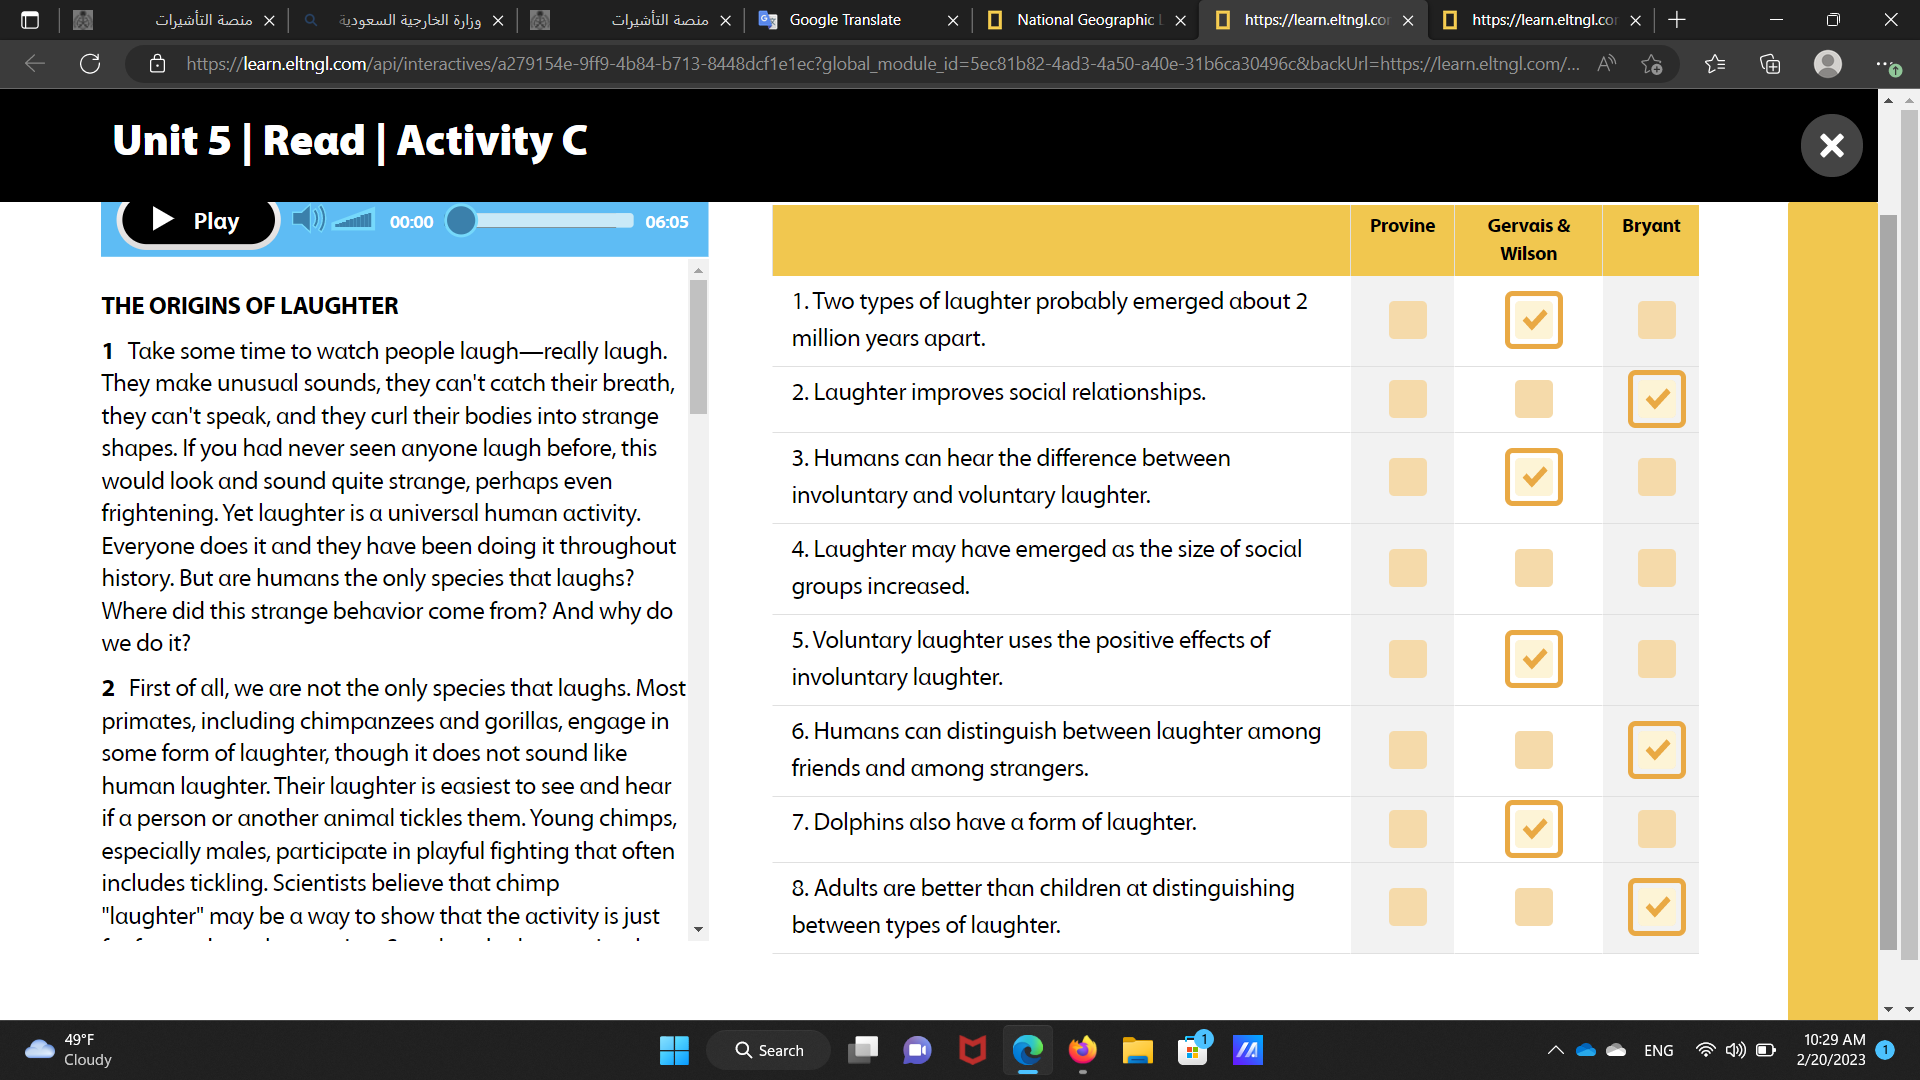 منصة التأشيرات
وزارة الخارجية السعودية
منصة التأشيرات
Google Translate
National Geographic L
https://learn.eltngl.cor
https://learn.eltngl.cor
https://learn.eltngl.com/api/interactives/a279154e-9ff9-4b84-b713-8448dcf1e1ec?global_module_id=5ec81b82-4ad3-4a50-a40e-31b6ca30496c&backUrl=https://learn.eltngl.com/...
Unit 5 | Read | Activity C
Play
00:00
06:05
THE ORIGINS OF LAUGHTER
1 Take some time to watch people laugh—really laugh.
They make unusual sounds, they can't catch their breath,
they can't speak, and they curl their bodies into strange
shapes. If you had never seen anyone laugh before, this
would look and sound quite strange, perhaps even
frightening. Yet laughter is a universal human activity.
Everyone does it and they have been doing it throughout
history. But are humans the only species that laughs?
Where did this strange behavior come from? And why do
we do it?
2 First of all, we are not the only species that laughs. Most
primates, including chimpanzees and gorillas, engage in
some form of laughter, though it does not sound like
human laughter. Their laughter is easiest to see and hear
if a person or another animal tickles them. Young chimps,
especially males, participate in playful fighting that often
includes tickling. Scientists believe that chimp
"laughter" may be a way to show that the activity is just
Provine
Gervais &
Wilson
Bryant
1. Two types of laughter probably emerged about 2
million years apart.
2. Laughter improves social relationships.
3. Humans can hear the difference between
involuntary and voluntary laughter.
4. Laughter may have emerged as the size of social
groups increased.
5. Voluntary laughter uses the positive effects of
involuntary laughter.
6. Humans can distinguish between laughter among
friends and among strangers.
7. Dolphins also have a form of laughter.
8. Adults are better than children at distinguishing
between types of laughter.
49°F
Cloudy
Search
1
ENG
10:29 AM
2/20/2023
1